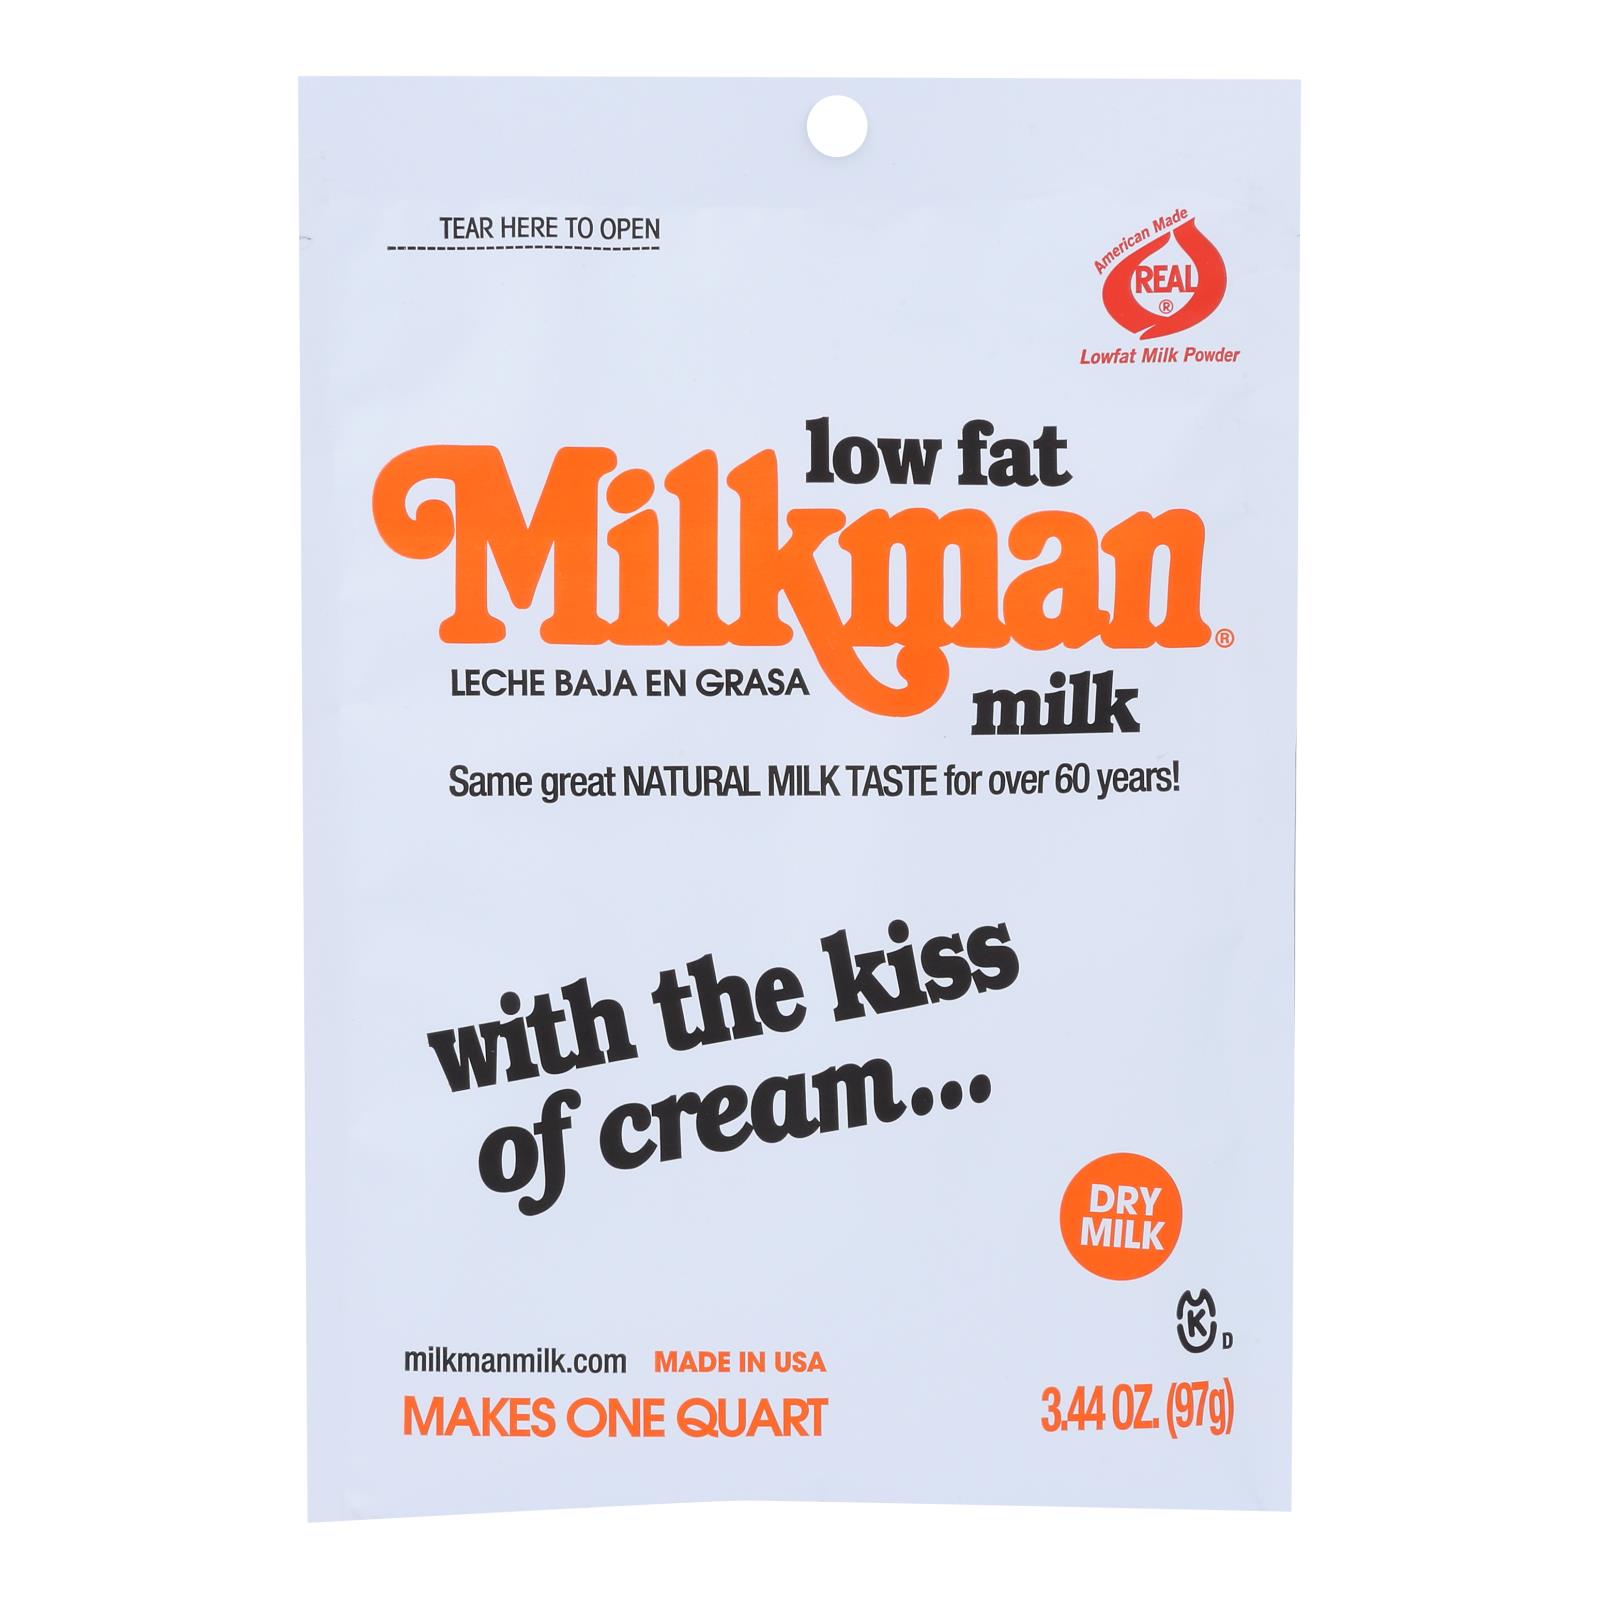 TEAR HERE TO OPEN
American Made
REAL
®
Lowfat Milk Powder
low fat
Milkman®
LECHE BAJA EN GRASA
milk
Same great NATURAL MILK TASTE for over 60 years!
with the kiss
of cream...
DRY
MILK
K D
milkmanmilk.com MADE IN USA
MAKES ONE QUART
3.44 OZ. (97g)